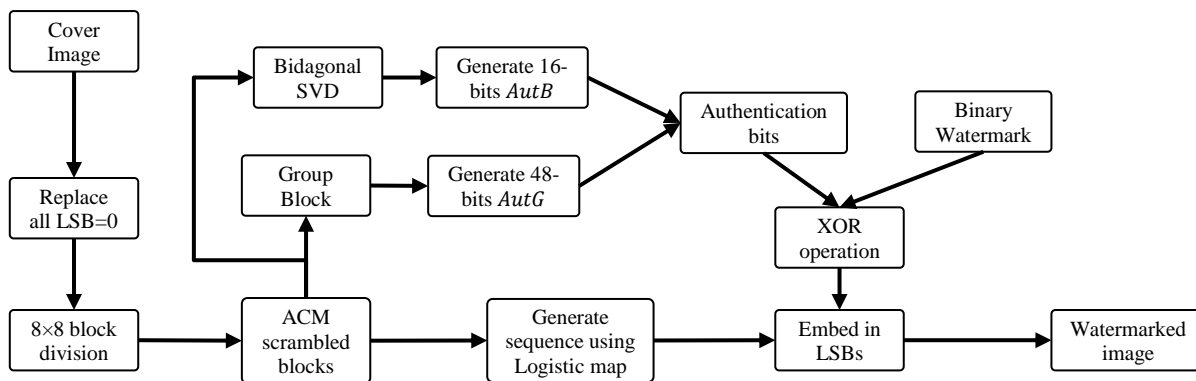 Cover
Image
Bidagonal
SVD
Generate 16-
bits AutB
Authentication
bits
Binary
Watermark
Replace
all LSB=0
Group
Block
Generate 48-
bits AutG
XOR
operation
8×8 block
division
ACM
scrambled
blocks
Generate
sequence using
Logistic map
Embed in
LSBs
Watermarked
image